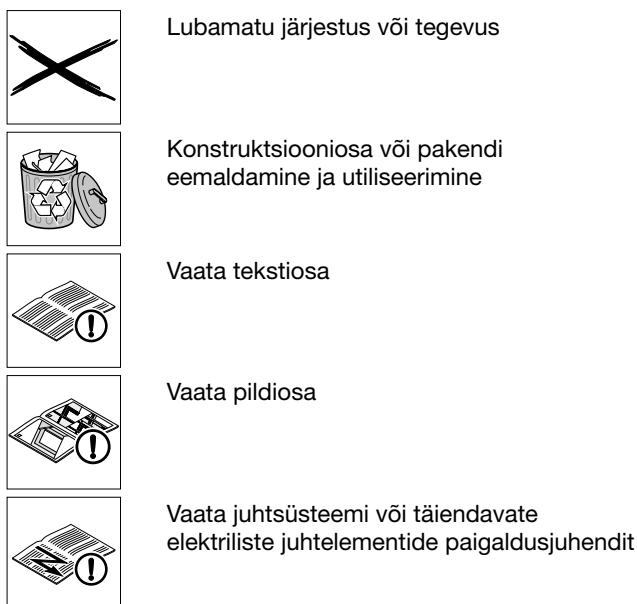 Lubamatu järjestus või tegevus
Konstruktsiooniosa või pakendi
eemaldamine ja utiliseerimine
Vaata tekstiosa
Vaata pildiosa
Vaata juhtsüsteemi või täiendavate
elektriliste juhtelementide paigaldusjuhendit